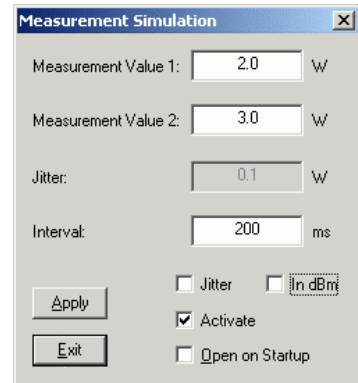 Measurement Simulation
Measurement Value 1: 2.0 W
Measurement Value 2: 3.0 W
Jitter: 0.1 W
Interval: 200 ms
Jitter In dBm
Apply
Activate
Exit
Open on Startup